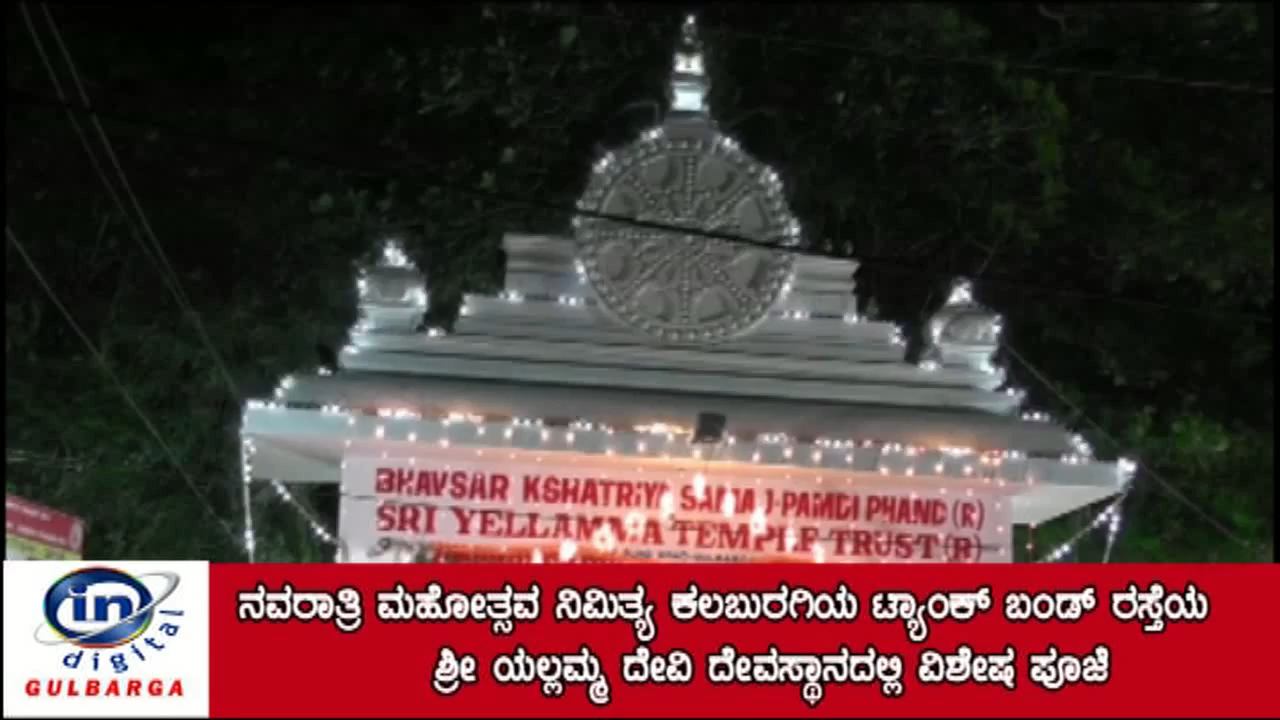 BHAVSAR KSHATRIYA SAMAJ-PAMDI PHAND (R)
SRI YELLAMMA TEMPLE TRUST (R)
in
digital
GULBARGA
ನವರಾತ್ರಿ ಮಹೋತ್ಸವ ನಿಮಿತ್ಯ ಕಲಬುರಗಿಯ ಟ್ಯಾಂಕ್ ಬಂಡ್ ರಸ್ತೆಯ
ಶ್ರೀ ಯಲ್ಲಮ್ಮ ದೇವಿ ದೇವಸ್ಥಾನದಲ್ಲಿ ವಿಶೇಷ ಪೂಜೆ